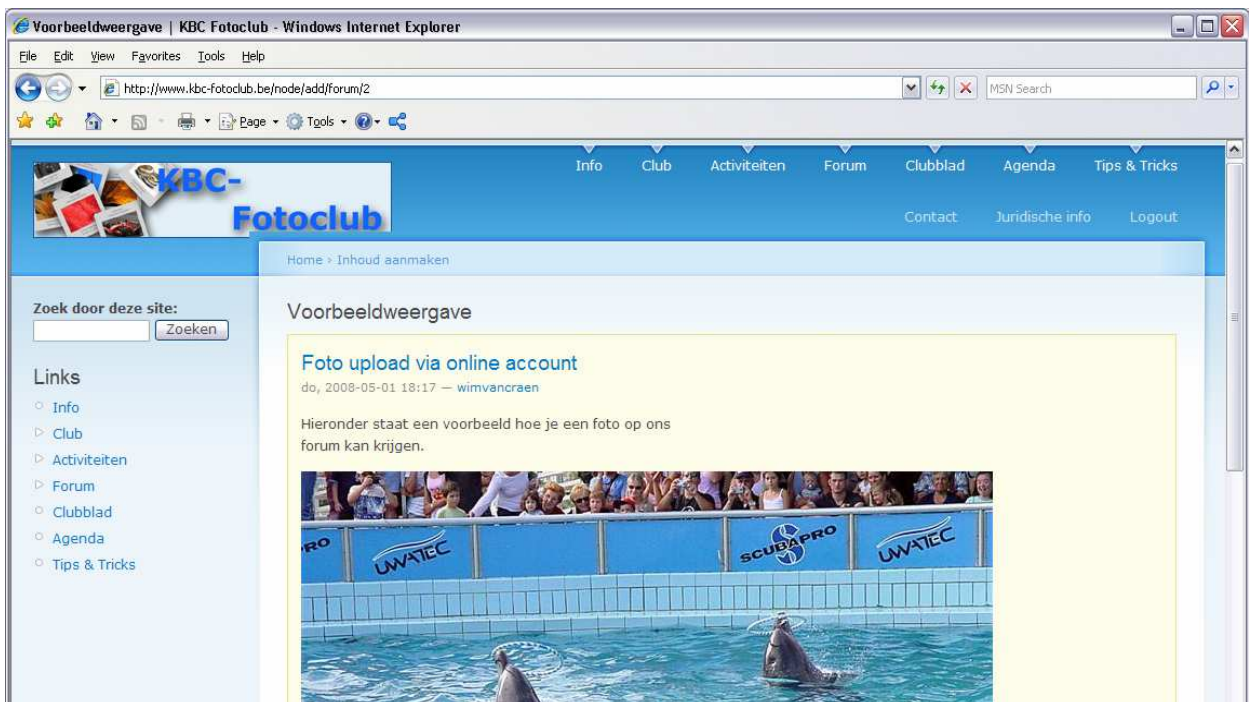 Voorbeeldweergave | KBC Fotoclub - Windows Internet Explorer
File Edit View Favorites Tools Help
http://www.kbc-fotoclub.be/node/add/forum/2 MSN Search
Page Tools
KBC-
Fotoclub
Info Club Activiteiten Forum Clubblad Agenda Tips & Tricks
Contact Juridische info Logout
Home › Inhoud aanmaken
Zoek door deze site:
Zoeken
Links
Info
Club
Activiteiten
Forum
Clubblad
Agenda
Tips & Tricks
Voorbeeldweergave
Foto upload via online account
do, 2008-05-01 18:17 — wimvancraen
Hieronder staat een voorbeeld hoe je een foto op ons
forum kan krijgen.
RO UWATEC SCUBAPRO UWATEC